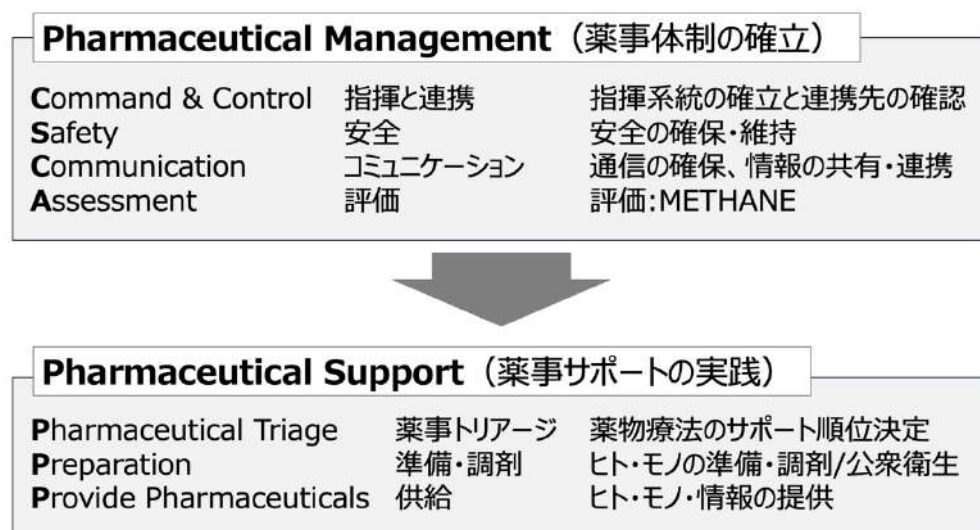 Pharmaceutical Management（薬事体制の確立）
Command & Control 指揮と連携 指揮系統の確立と連携先の確認
Safety 安全 安全の確保・維持
Communication コミュニケーション 通信の確保、情報の共有・連携
Assessment 評価 評価:METHANE
Pharmaceutical Support（薬事サポートの実践）
Pharmaceutical Triage 薬事トリアージ 薬物療法のサポート順位決定
Preparation 準備・調剤 ヒト・モノの準備・調剤/公衆衛生
Provide Pharmaceuticals 供給 ヒト・モノ・情報の提供